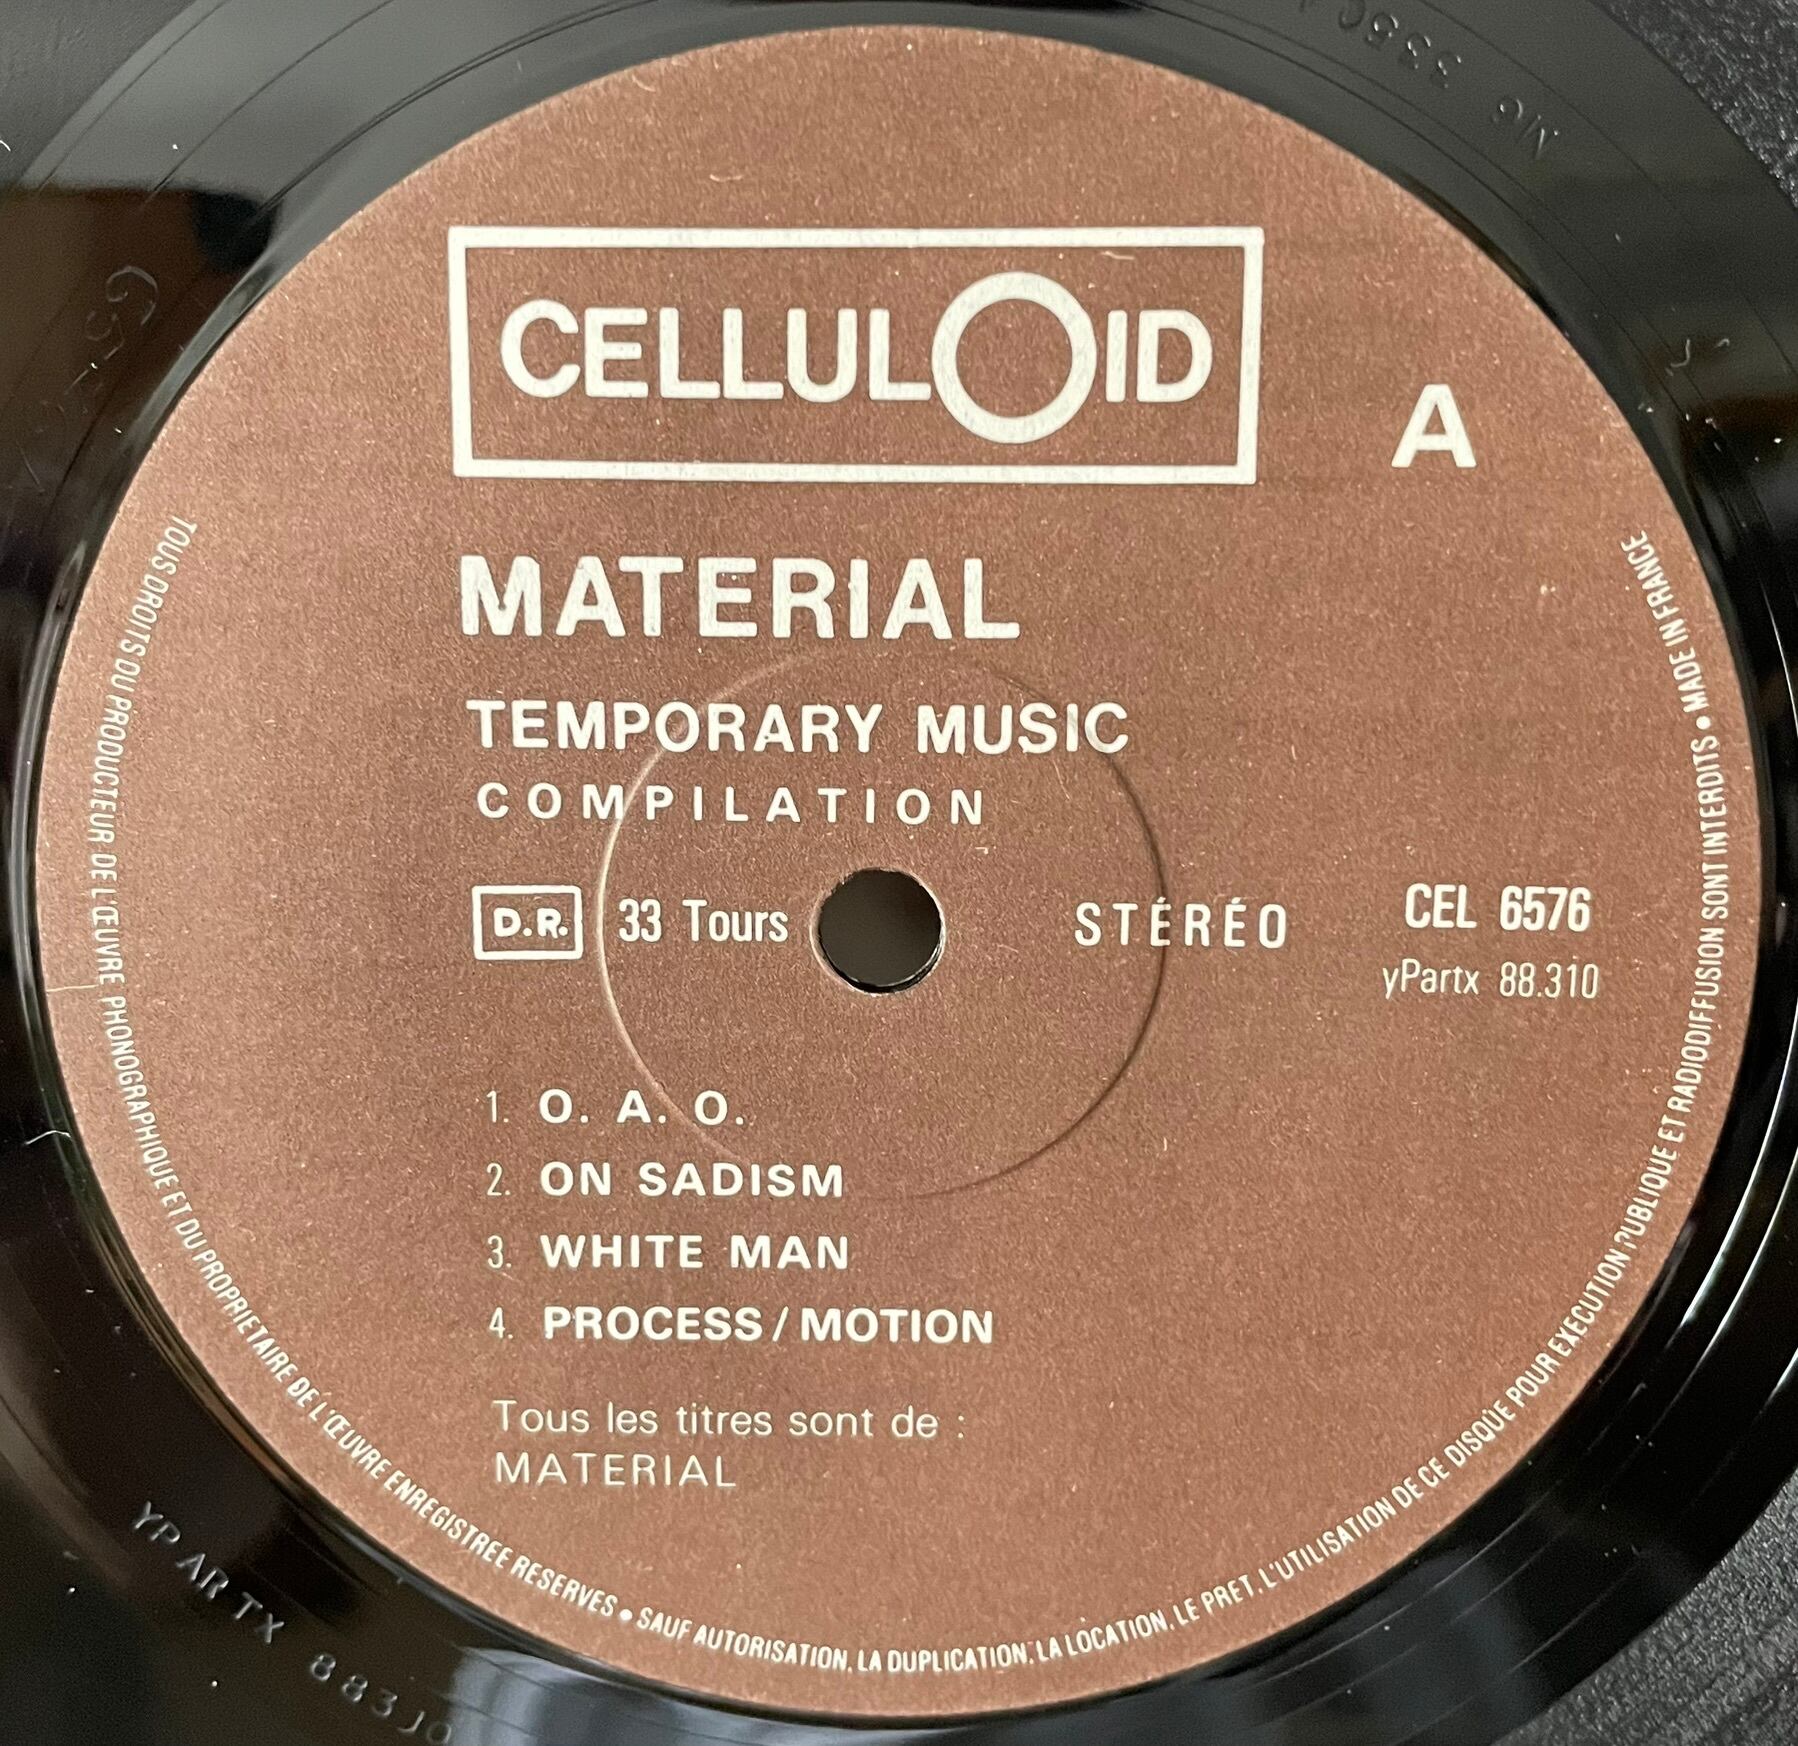 CELLULOID
A
MATERIAL
TEMPORARY MUSIC
COMPILATION
D.R. 33 Tours STÉRÉO CEL 6576
yPartx 88.310
1. O. A. O.
2. ON SADISM
3. WHITE MAN
4. PROCESS / MOTION
Tous les titres sont de :
MATERIAL
TOUS DROITS DU PRODUCTEUR DE L'ŒUVRE PHONOGRAPHIQUE ET DU PROPRIETAIRE DE L'ŒUVRE ENREGISTREE RESERVES • SAUF AUTORISATION, LA DUPLICATION, LA LOCATION, LE PRET, L'UTILISATION DE CE DISQUE POUR EXECUTION PUBLIQUE ET RADIODIFFUSION SONT INTERDITS • MADE IN FRANCE
YPARTX 88310